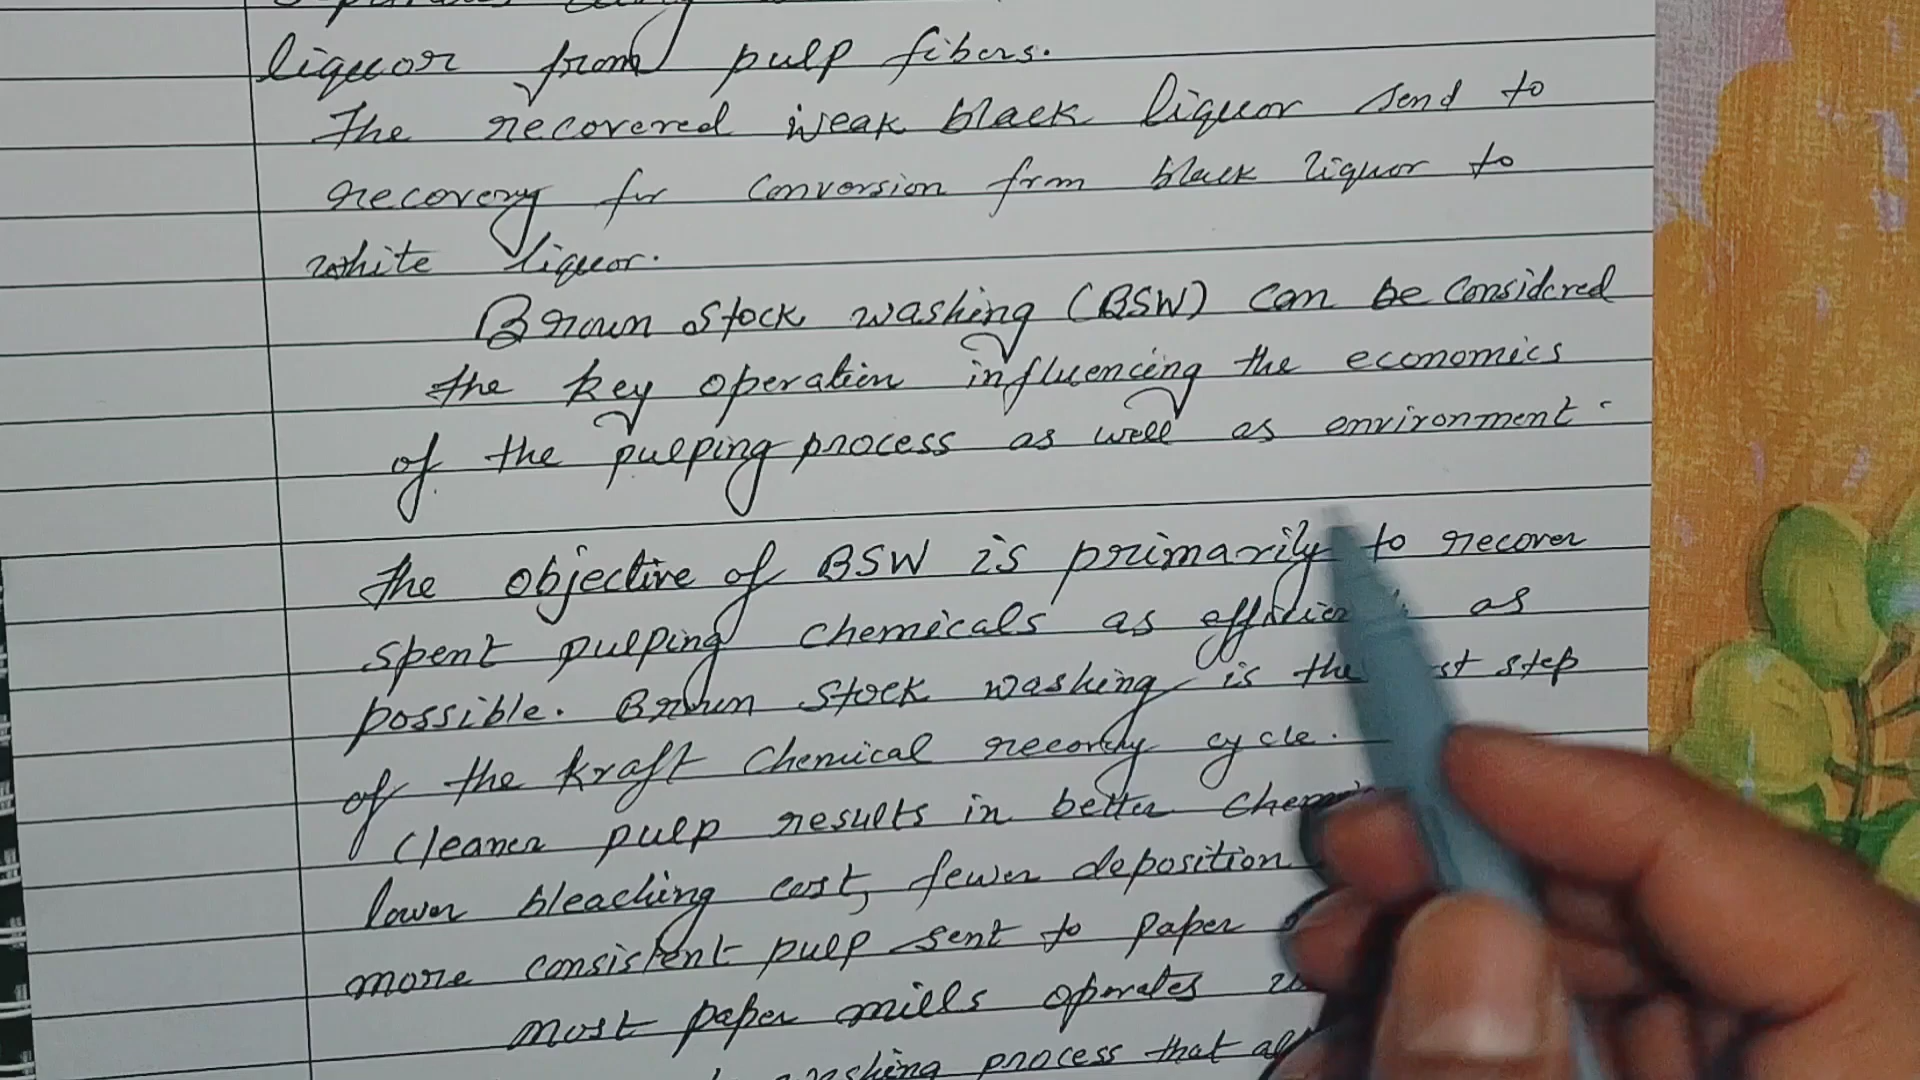 liquor from pulp fibers.
The recovered weak black liquor send to
recovery for conversion from black liquor to
white liquor.
Brown stock washing (BSW) can be considered
the key operation influencing the economics
of the pulping process as well as environment.
the objective of BSW is primarily to recover
spent pulping chemicals as as
possible. Brown stock washing is the step
of the kraft chemical recovery cycle.
cleaner pulp results in better
lower bleaching cost, fewer deposition
more consistent pulp sent to paper
most paper mills operates
process that